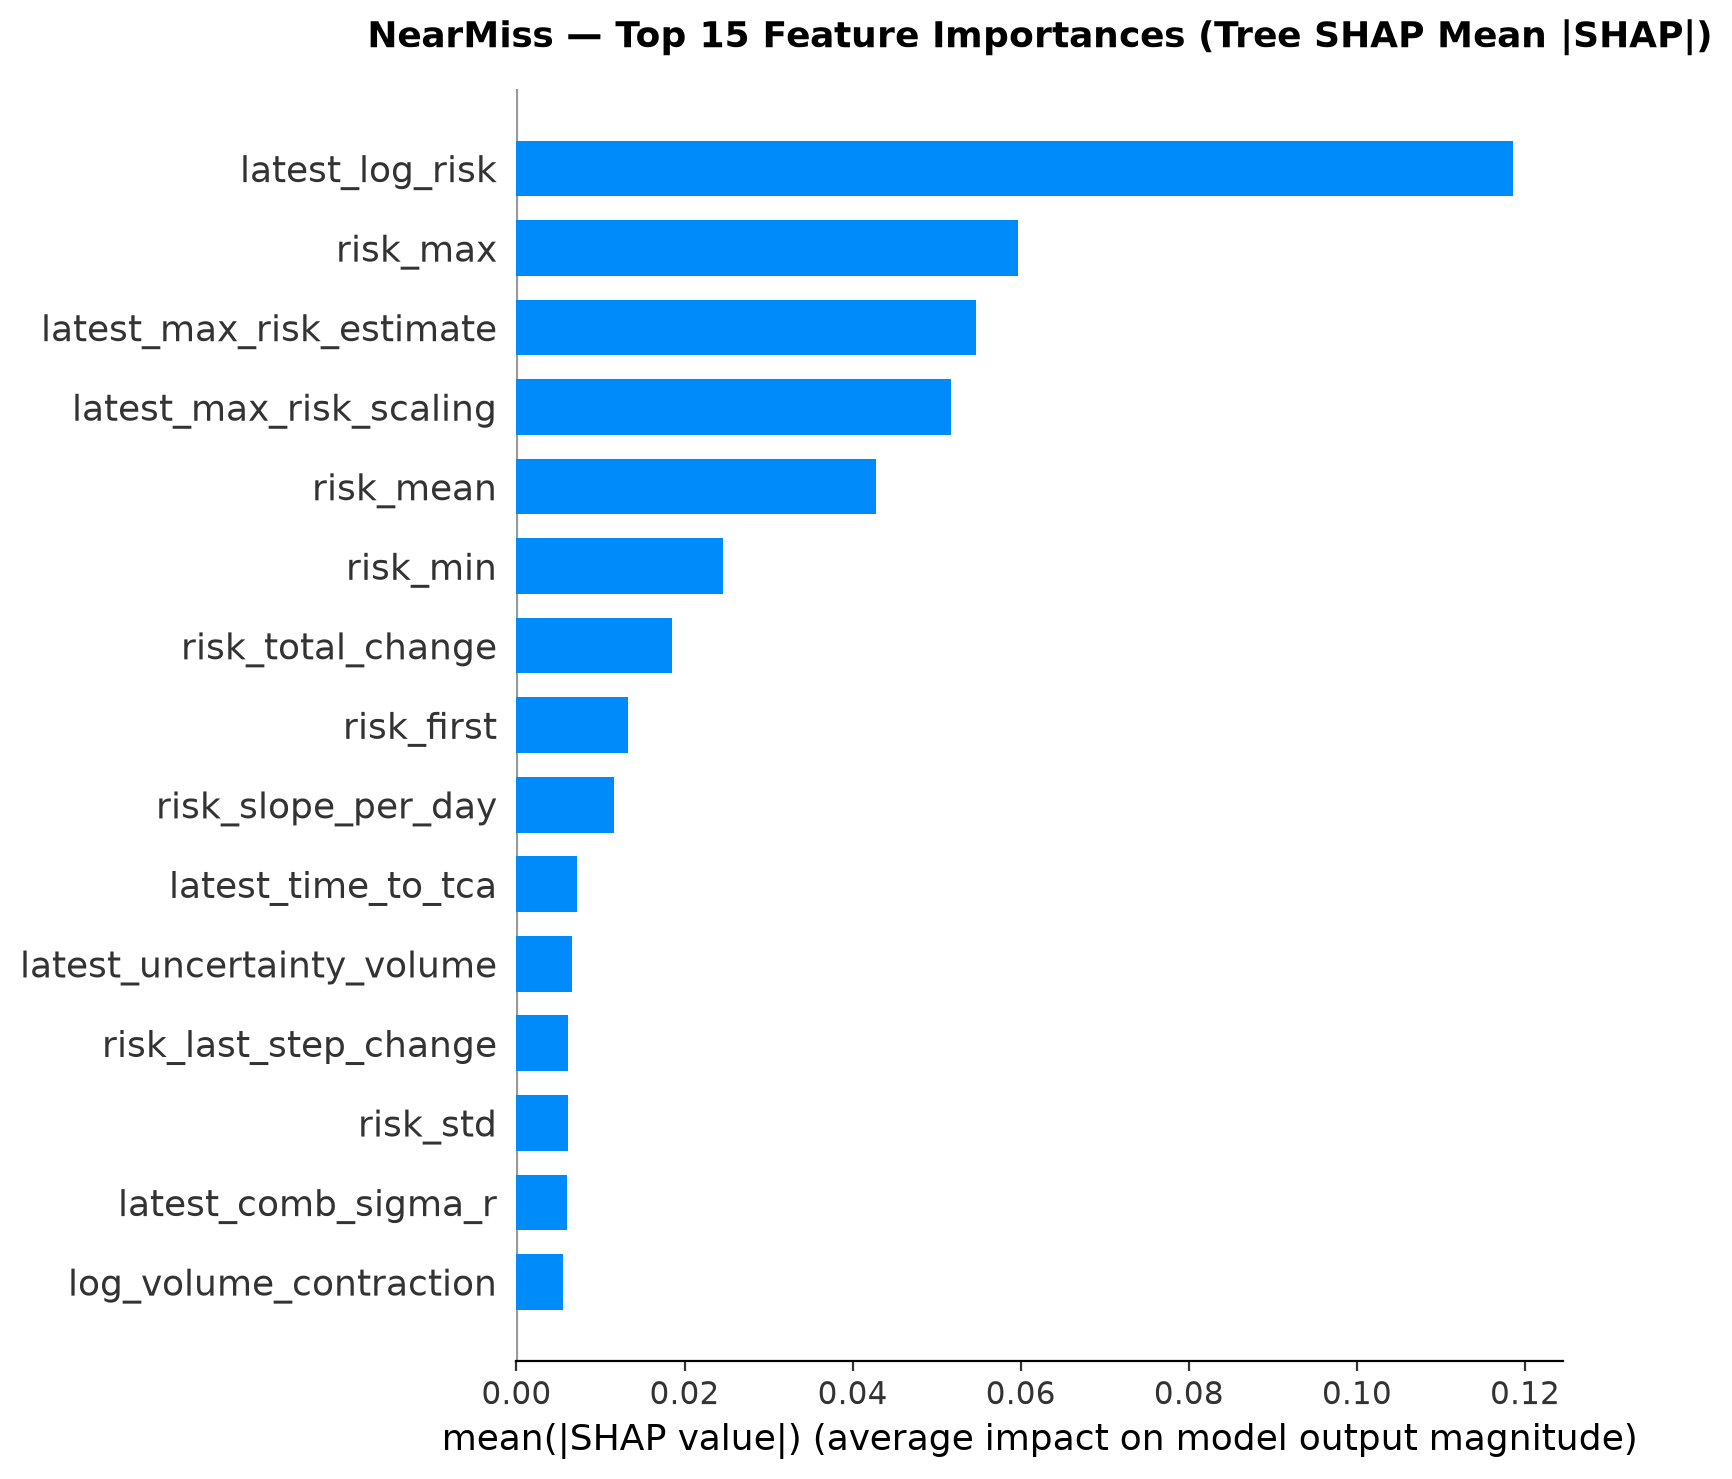 NearMiss — Top 15 Feature Importances (Tree SHAP Mean |SHAP|)
latest_log_risk
risk_max
latest_max_risk_estimate
latest_max_risk_scaling
risk_mean
risk_min
risk_total_change
risk_first
risk_slope_per_day
latest_time_to_tca
latest_uncertainty_volume
risk_last_step_change
risk_std
latest_comb_sigma_r
log_volume_contraction
0.00 0.02 0.04 0.06 0.08 0.10 0.12
mean(|SHAP value|) (average impact on model output magnitude)